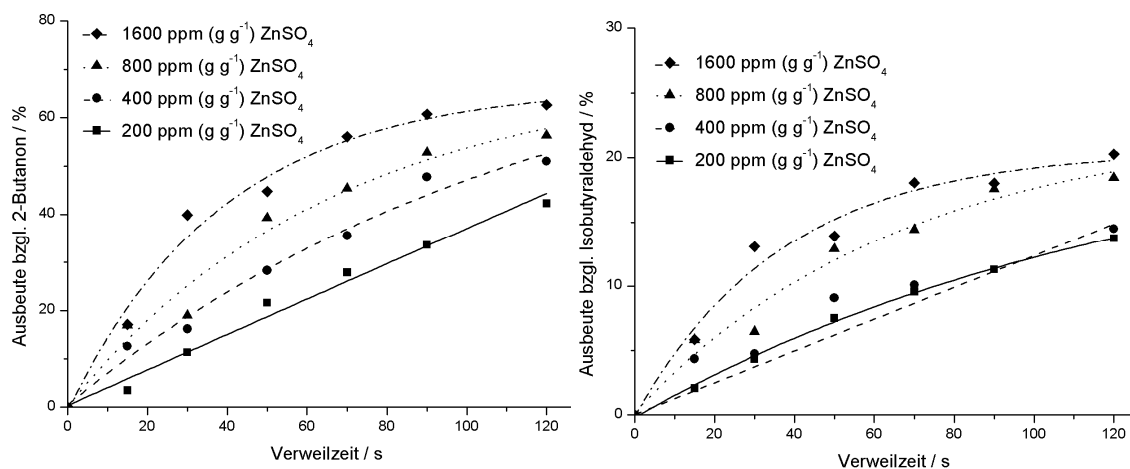 Ausbeute bzgl. 2-Butanon / %
80
60
40
20
0
1600 ppm (g g⁻¹) ZnSO₄
800 ppm (g g⁻¹) ZnSO₄
400 ppm (g g⁻¹) ZnSO₄
200 ppm (g g⁻¹) ZnSO₄
0 20 40 60 80 100 120
Verweilzeit / s
Ausbeute bzgl. Isobutyraldehyd / %
30
20
10
0
1600 ppm (g g⁻¹) ZnSO₄
800 ppm (g g⁻¹) ZnSO₄
400 ppm (g g⁻¹) ZnSO₄
200 ppm (g g⁻¹) ZnSO₄
0 20 40 60 80 100 120
Verweilzeit / s